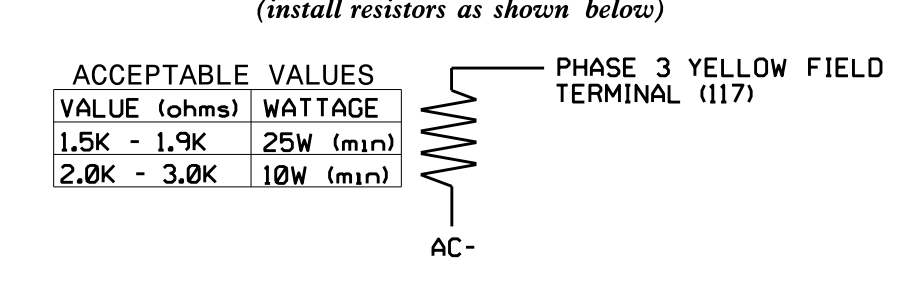 (install resistors as shown below)
ACCEPTABLE VALUES
VALUE (ohms) WATTAGE
1.5K - 1.9K 25W (min)
2.0K - 3.0K 10W (min)
PHASE 3 YELLOW FIELD
TERMINAL (117)
AC-